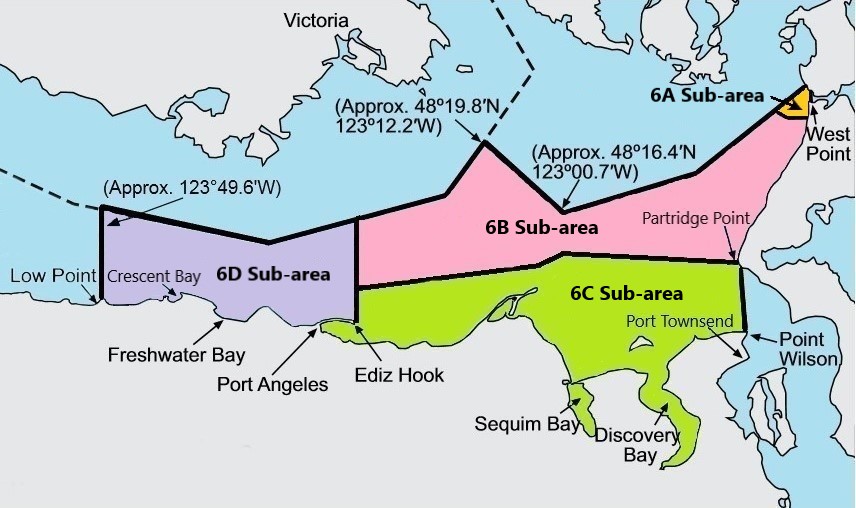 Victoria
6A Sub-area
(Approx. 48º19.8'N
123º12.2'W)
West
Point
(Approx. 48º16.4'N
123º00.7'W)
(Approx. 123°49.6'W)
Partridge Point
6B Sub-area
Low Point
Crescent Bay
6D Sub-area
6C Sub-area
Port Townsend
Point
Wilson
Freshwater Bay
Port Angeles
Ediz Hook
Sequim Bay
Discovery
Bay